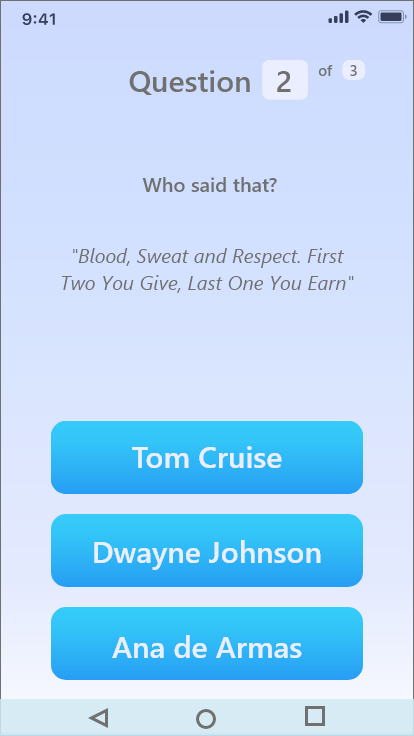 9:41
Question 2 of 3
Who said that?
"Blood, Sweat and Respect. First
Two You Give, Last One You Earn"
Tom Cruise
Dwayne Johnson
Ana de Armas